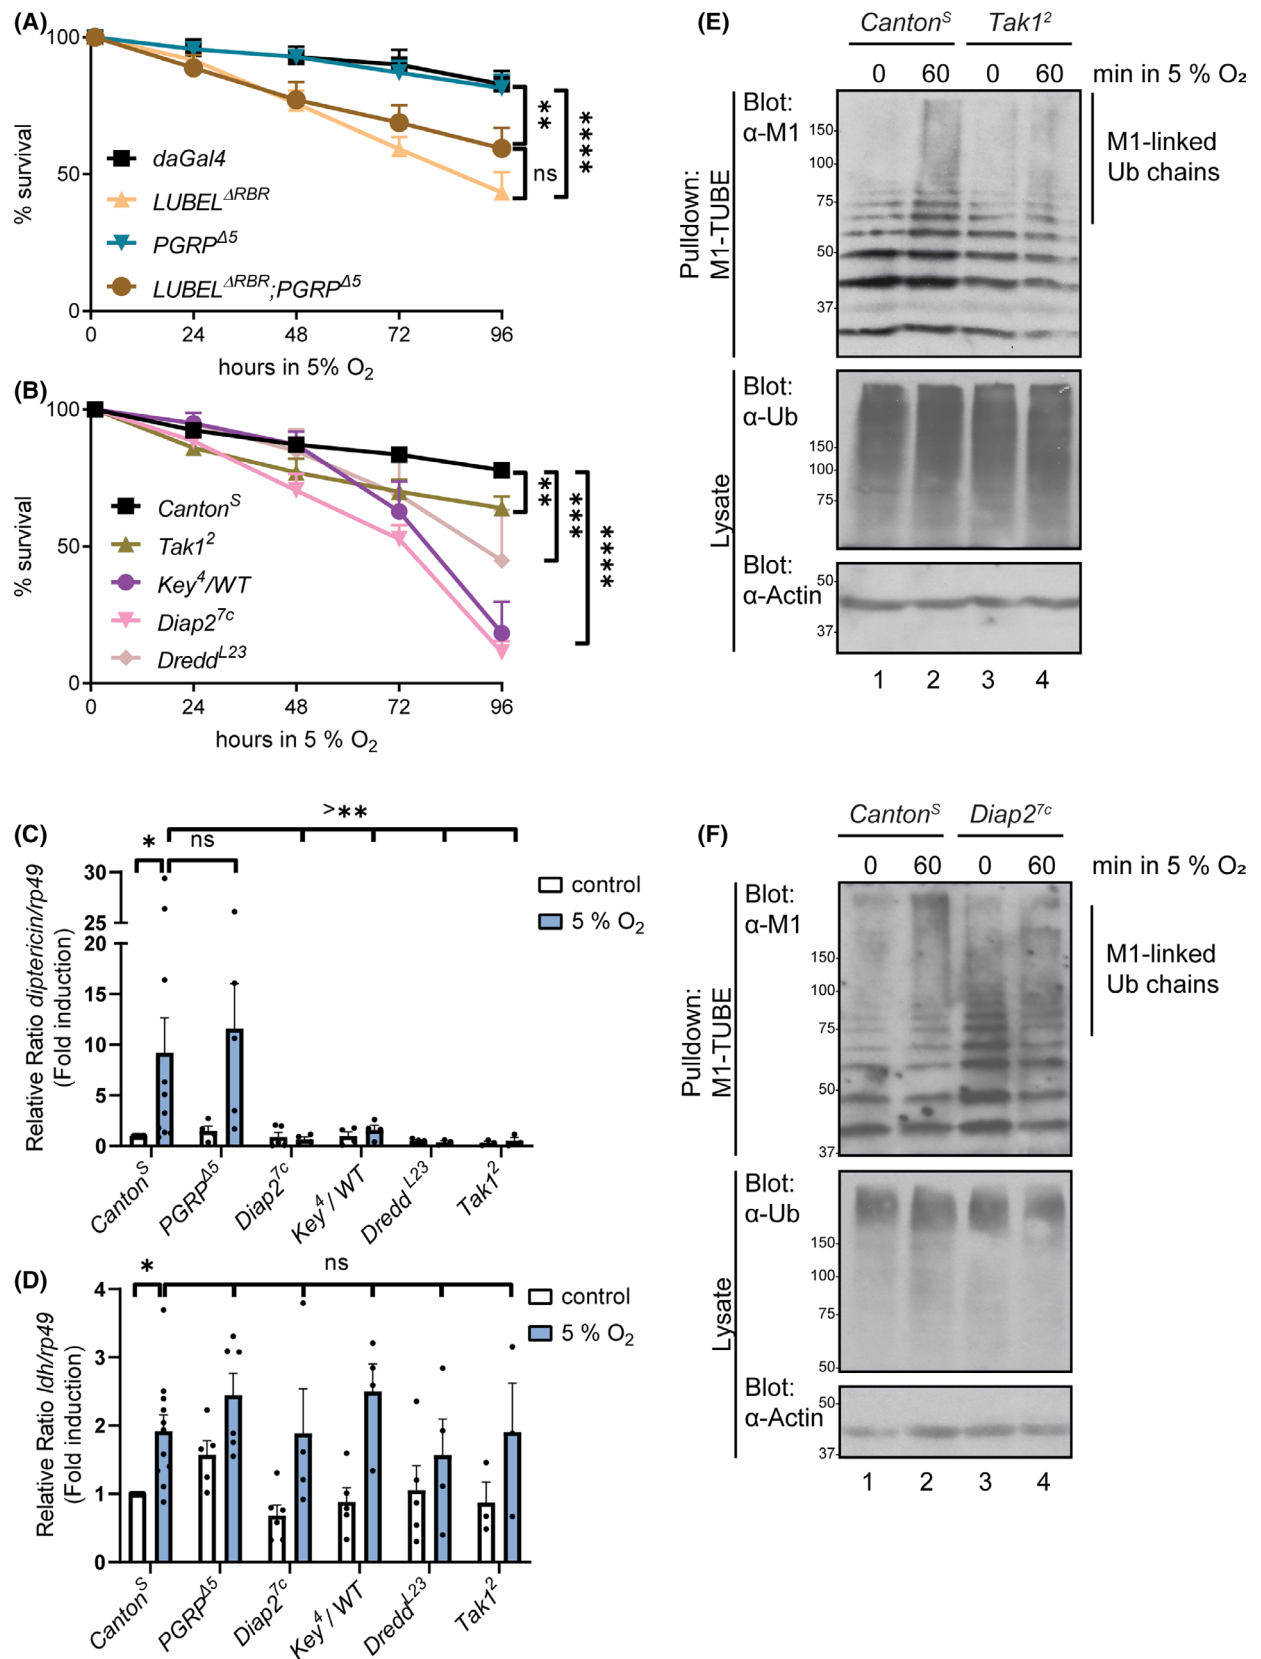 (A)
100
50
0
% survival
daGal4
LUBEL^ΔRBR
PGRP^Δ5
LUBEL^ΔRBR;PGRP^Δ5
**
ns
****
0 24 48 72 96
hours in 5% O₂
(B)
100
50
0
% survival
Canton^S
Tak1^2
Key^4/WT
Diap2^7c
Dredd^L23
**
***
****
0 24 48 72 96
hours in 5 % O₂
(C)
>**
* ns
30
25
20
15
10
5
0
Relative Ratio diptericin/rp49
(Fold induction)
control
5 % O₂
Canton^S
PGRP^Δ5
Diap2^7c
Key^4/ WT
Dredd ^L23
Tak1^2
(D)
* ns
4
3
2
1
0
Relative Ratio ldh/rp49
(Fold induction)
control
5 % O₂
Canton^S
PGRP^Δ5
Diap2^7c
Key^4/ WT
Dredd^L23
Tak1^2
(E)
Canton^S Tak1^2
0 60 0 60 min in 5 % O₂
Pulldown:
M1-TUBE
Blot:
α-M1
150
100
75
50
37
M1-linked
Ub chains
Lysate
Blot:
α-Ub
150
100
75
Blot:
α-Actin
50
37
1 2 3 4
(F)
Canton^S Diap2^7c
0 60 0 60 min in 5 % O₂
Pulldown:
M1-TUBE
Blot:
α-M1
150
100
75
50
37
M1-linked
Ub chains
Lysate
Blot:
α-Ub
150
100
75
50
Blot:
α-Actin
50
37
1 2 3 4